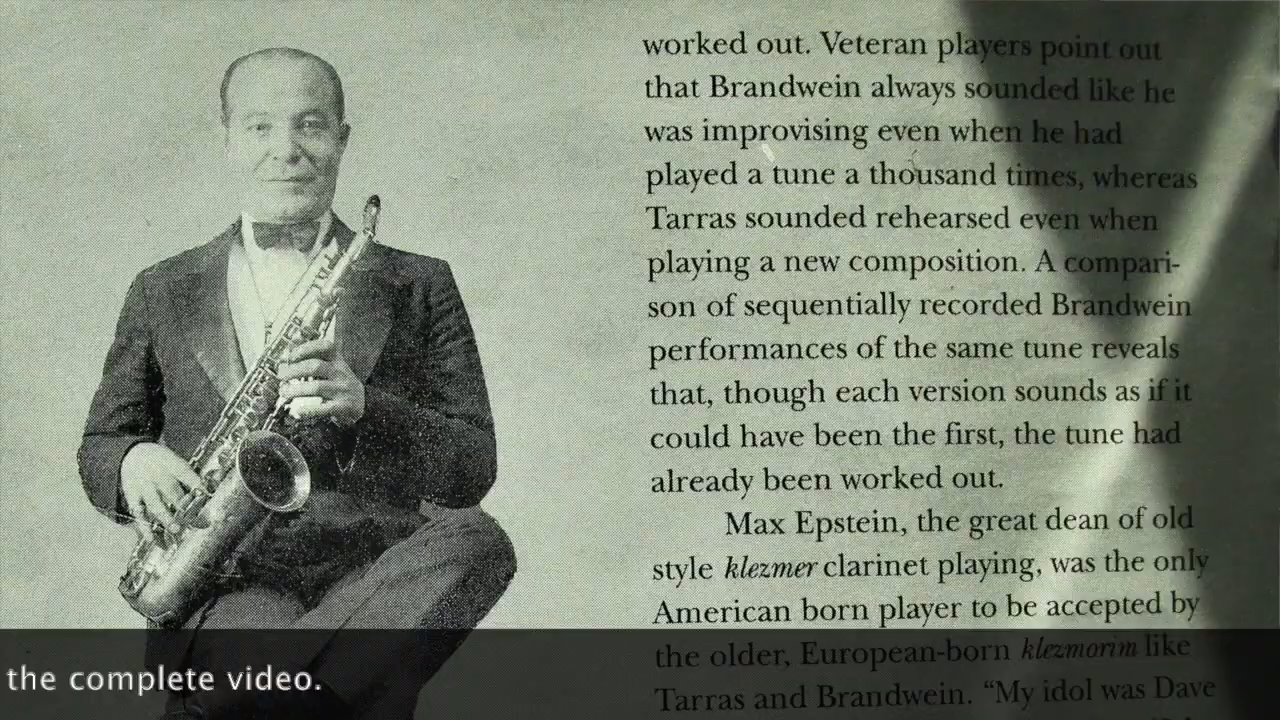 worked out. Veteran players point out
that Brandwein always sounded like he
was improvising even when he had
played a tune a thousand times, whereas
Tarras sounded rehearsed even when
playing a new composition. A compari-
son of sequentially recorded Brandwein
performances of the same tune reveals
that, though each version sounds as if it
could have been the first, the tune had
already been worked out.
Max Epstein, the great dean of old
style klezmer clarinet playing, was the only
American born player to be accepted by
the older, European-born klezmorim like
Tarras and Brandwein. “My idol was Dave
the complete video.